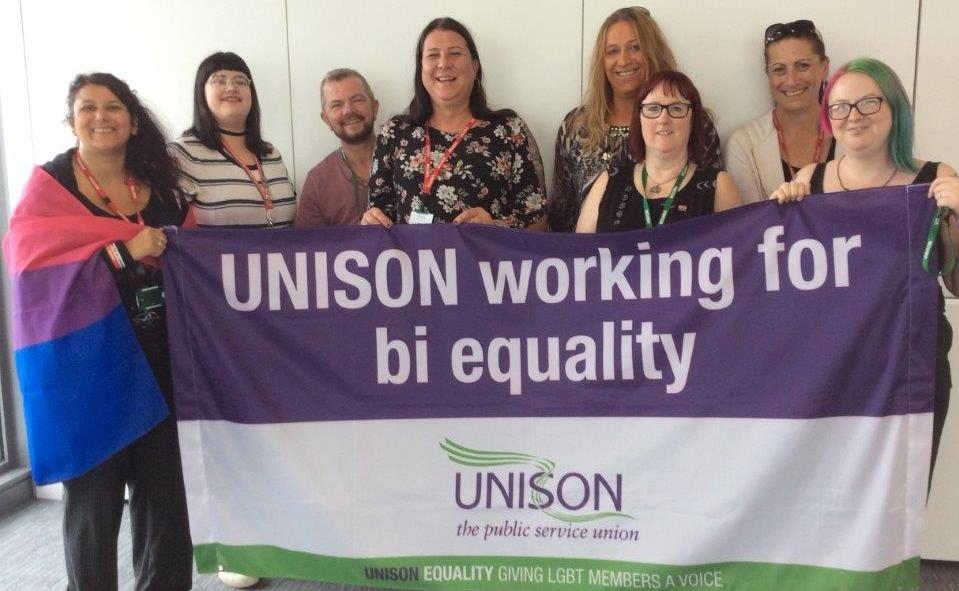 UNISON working for
bi equality
UNISON
the public service union
UNISON EQUALITY GIVING LGBT MEMBERS A VOICE